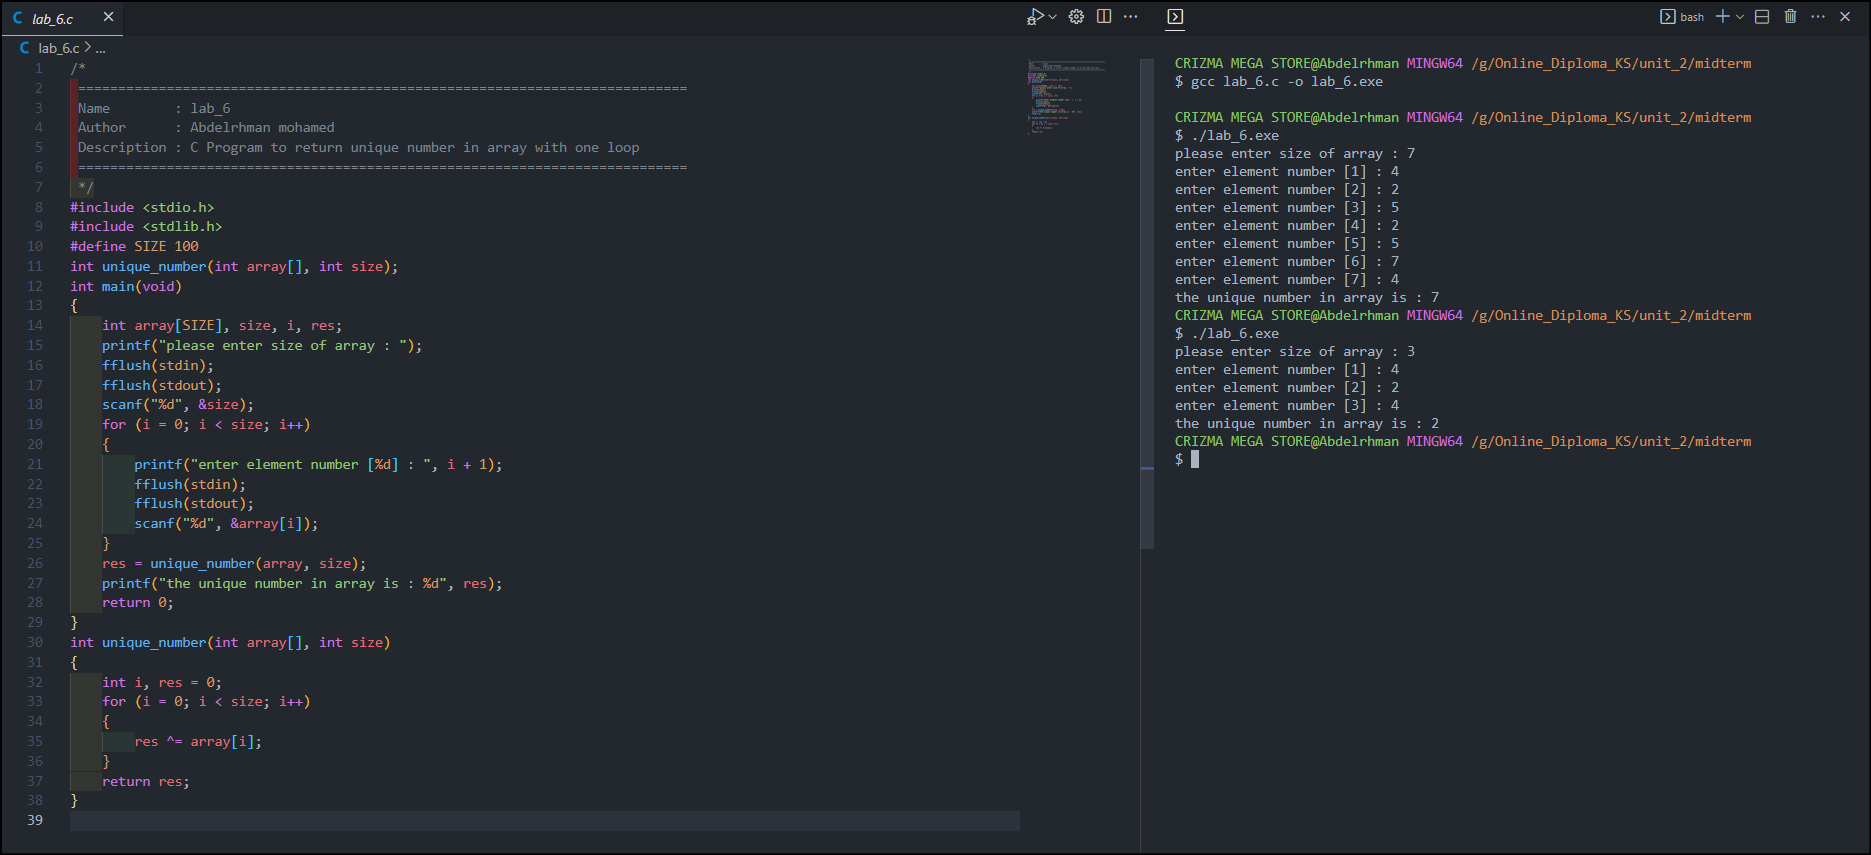 lab_6.c
lab_6.c > ...
1 /*
2 ============================================================================
3 Name        : lab_6
4 Author      : Abdelrhman mohamed
5 Description : C Program to return unique number in array with one loop
6 ============================================================================
7 */
8 #include <stdio.h>
9 #include <stdlib.h>
10 #define SIZE 100
11 int unique_number(int array[], int size);
12 int main(void)
13 {
14     int array[SIZE], size, i, res;
15     printf("please enter size of array : ");
16     fflush(stdin);
17     fflush(stdout);
18     scanf("%d", &size);
19     for (i = 0; i < size; i++)
20     {
21         printf("enter element number [%d] : ", i + 1);
22         fflush(stdin);
23         fflush(stdout);
24         scanf("%d", &array[i]);
25     }
26     res = unique_number(array, size);
27     printf("the unique number in array is : %d", res);
28     return 0;
29 }
30 int unique_number(int array[], int size)
31 {
32     int i, res = 0;
33     for (i = 0; i < size; i++)
34     {
35         res ^= array[i];
36     }
37     return res;
38 }
39
bash
CRIZMA MEGA STORE@Abdelrhman MINGW64 /g/Online_Diploma_KS/unit_2/midterm
$ gcc lab_6.c -o lab_6.exe
CRIZMA MEGA STORE@Abdelrhman MINGW64 /g/Online_Diploma_KS/unit_2/midterm
$ ./lab_6.exe
please enter size of array : 7
enter element number [1] : 4
enter element number [2] : 2
enter element number [3] : 5
enter element number [4] : 2
enter element number [5] : 5
enter element number [6] : 7
enter element number [7] : 4
the unique number in array is : 7
CRIZMA MEGA STORE@Abdelrhman MINGW64 /g/Online_Diploma_KS/unit_2/midterm
$ ./lab_6.exe
please enter size of array : 3
enter element number [1] : 4
enter element number [2] : 2
enter element number [3] : 4
the unique number in array is : 2
CRIZMA MEGA STORE@Abdelrhman MINGW64 /g/Online_Diploma_KS/unit_2/midterm
$